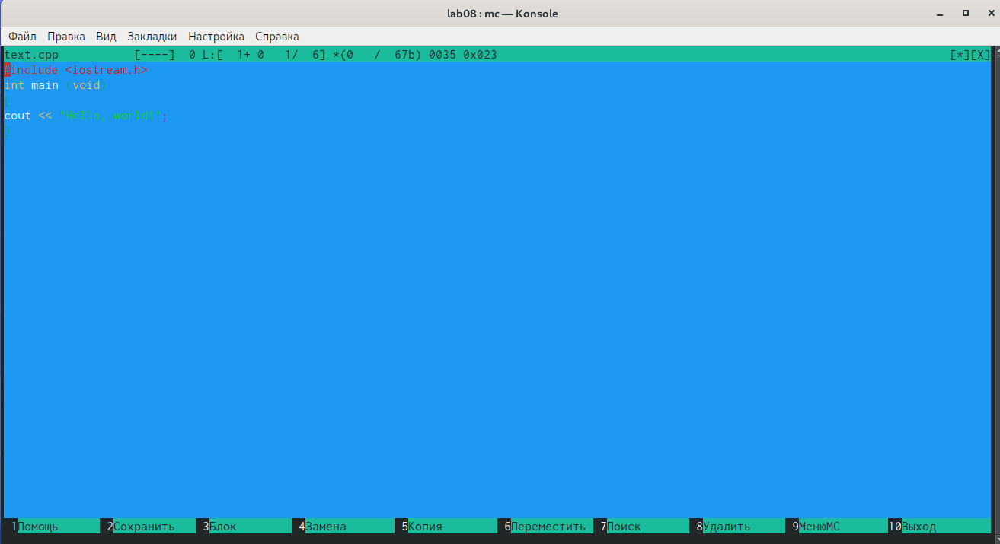 lab08 : mc — Konsole
Файл Правка Вид Закладки Настройка Справка
text.cpp [----] 0 L:[ 1+ 0 1/ 6] *(0 / 67b) 0035 0x023 [*][X]
#include <iostream.h>
int main (void)
{
cout << "Hello, world!";
}
1Помощь 2Сохранить 3Блок 4Замена 5Копия 6Переместить 7Поиск 8Удалить 9МенюMC 10Выход